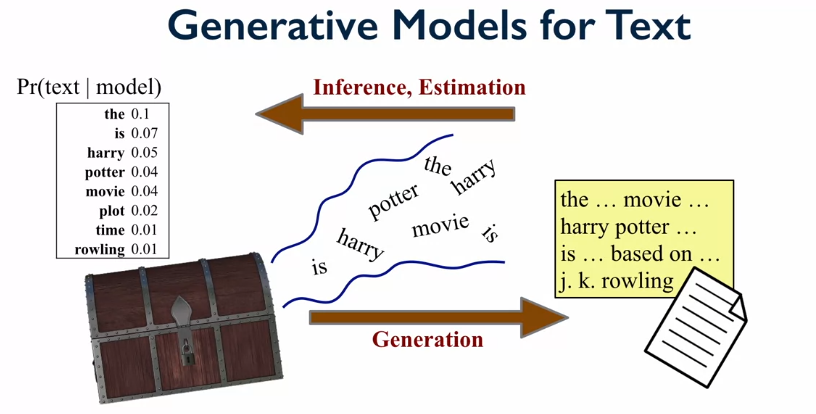 Generative Models for Text
Pr(text | model)
the 0.1
is 0.07
harry 0.05
potter 0.04
movie 0.04
plot 0.02
time 0.01
rowling 0.01
Inference, Estimation
the
harry
potter
movie
is
harry
is
the … movie …
harry potter …
is … based on …
j. k. rowling
Generation